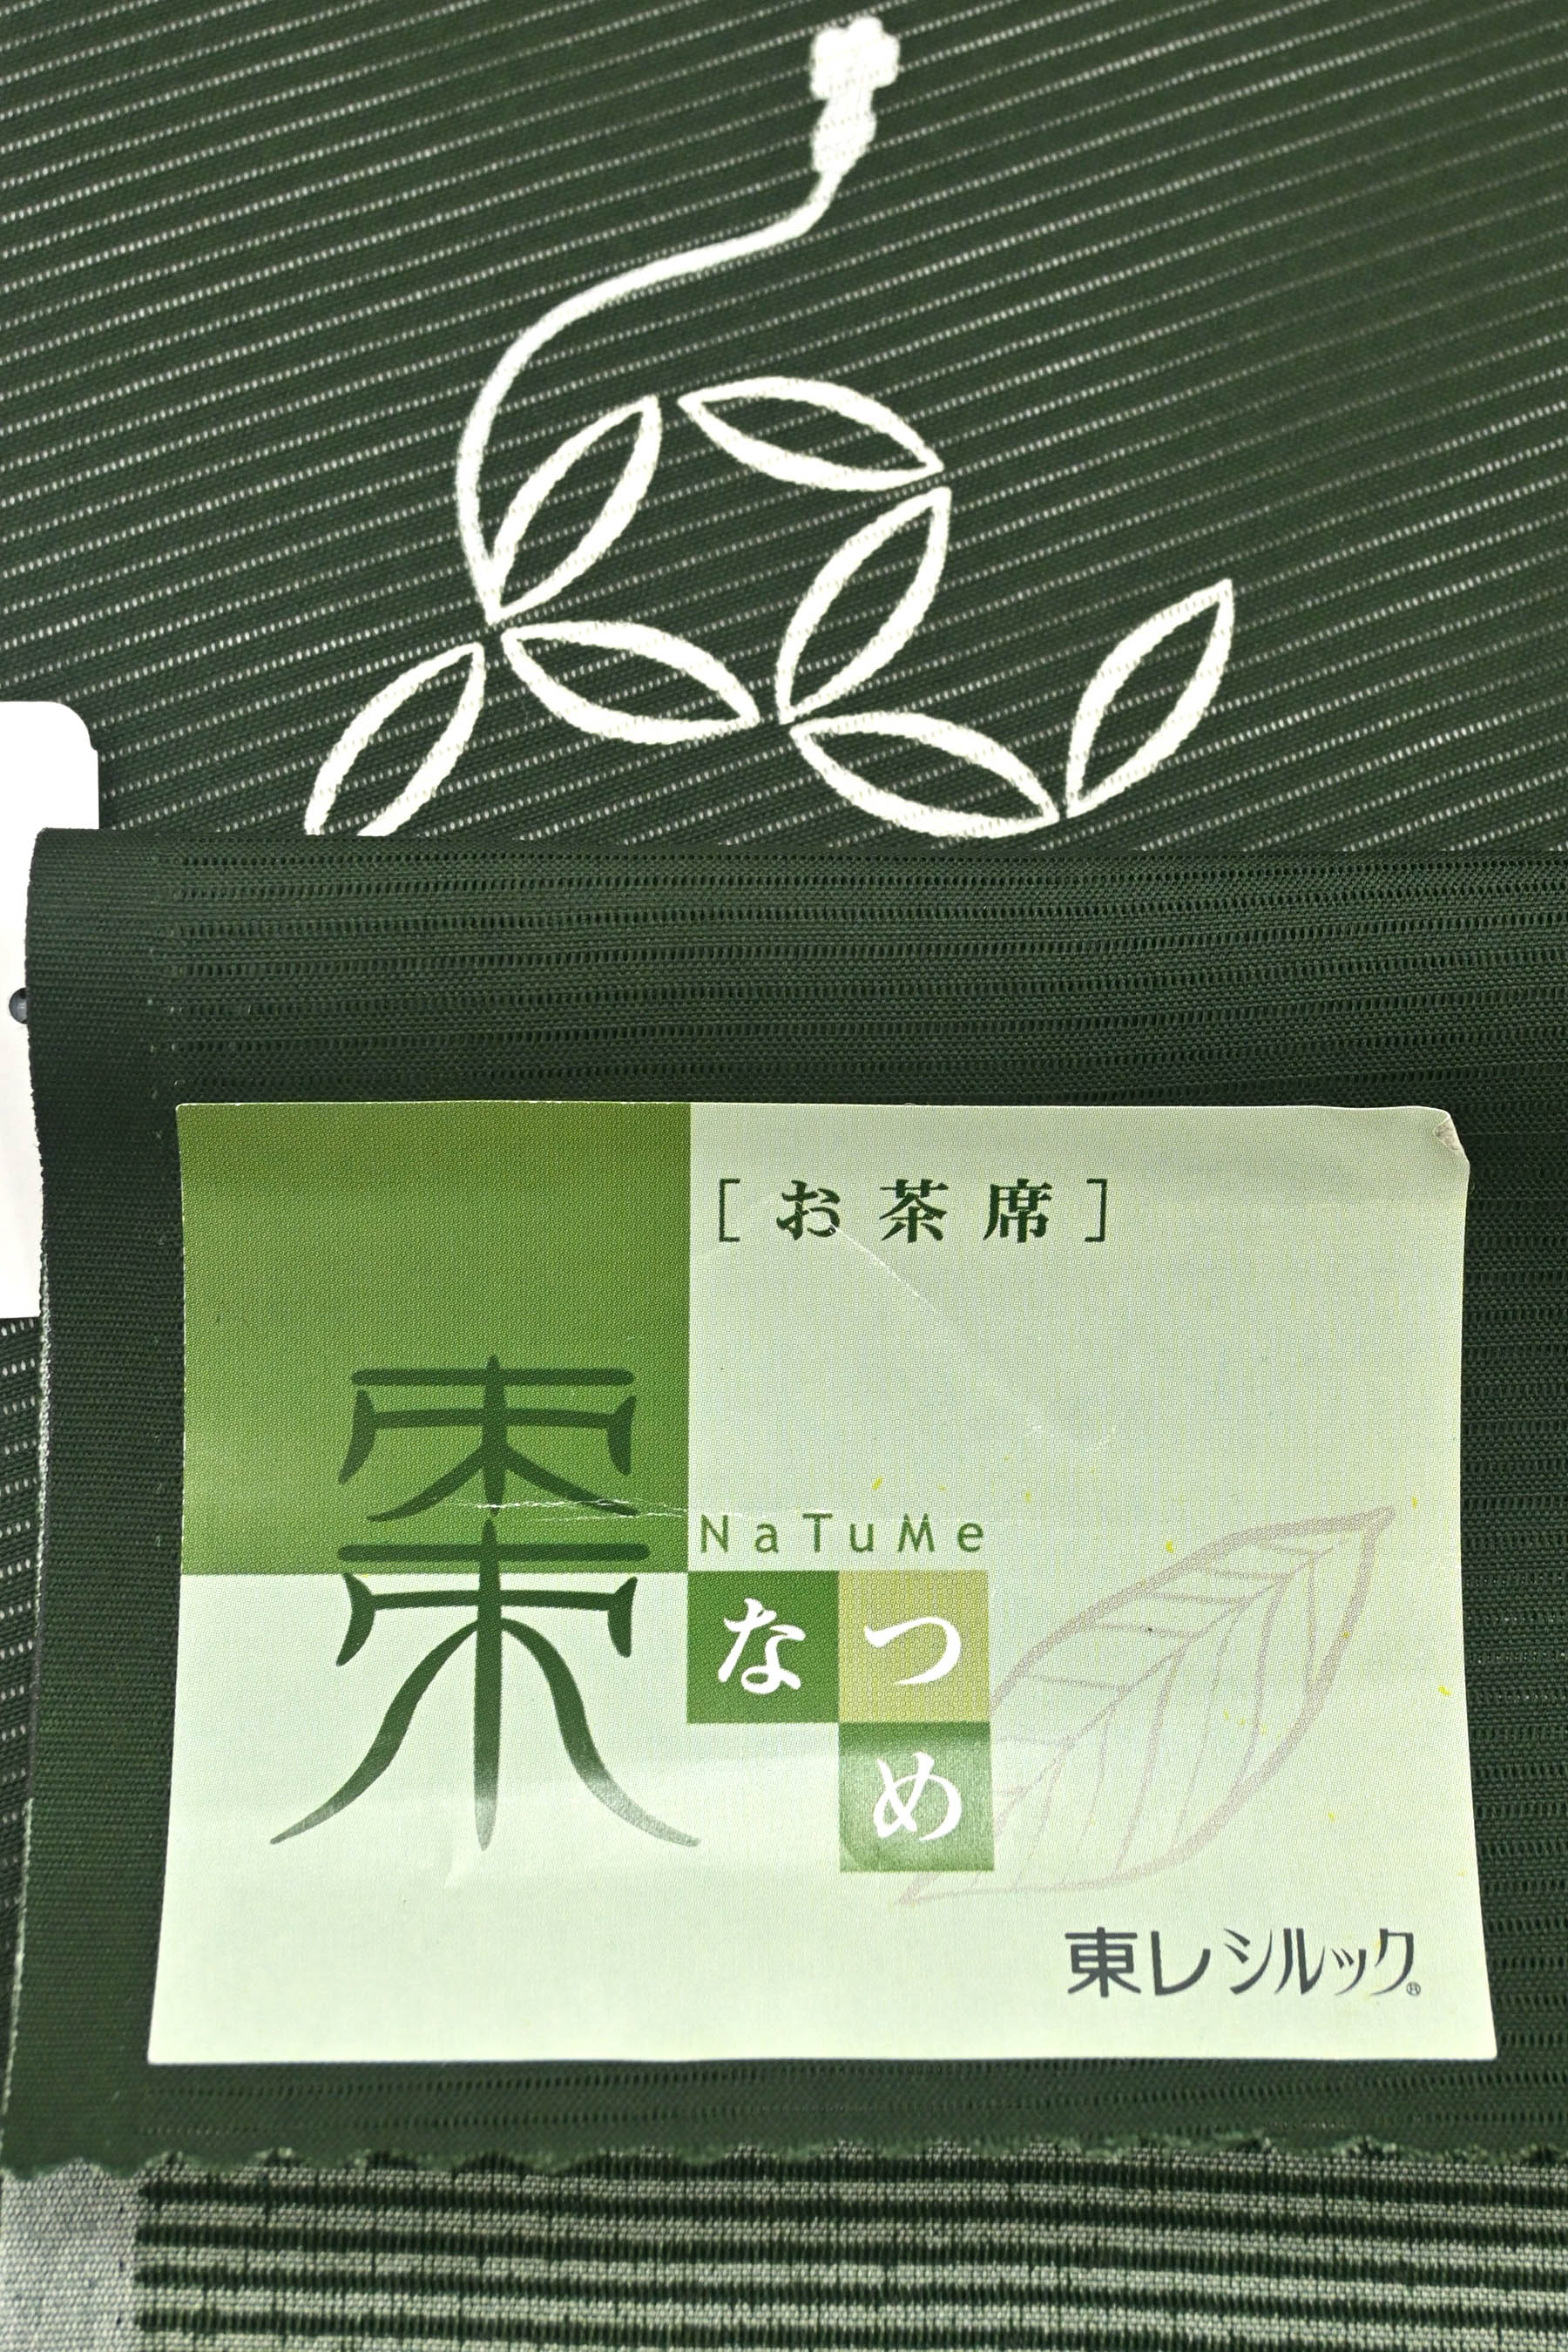 [お茶席]
棗
NaTuMe
なつ
め
東レシルック®